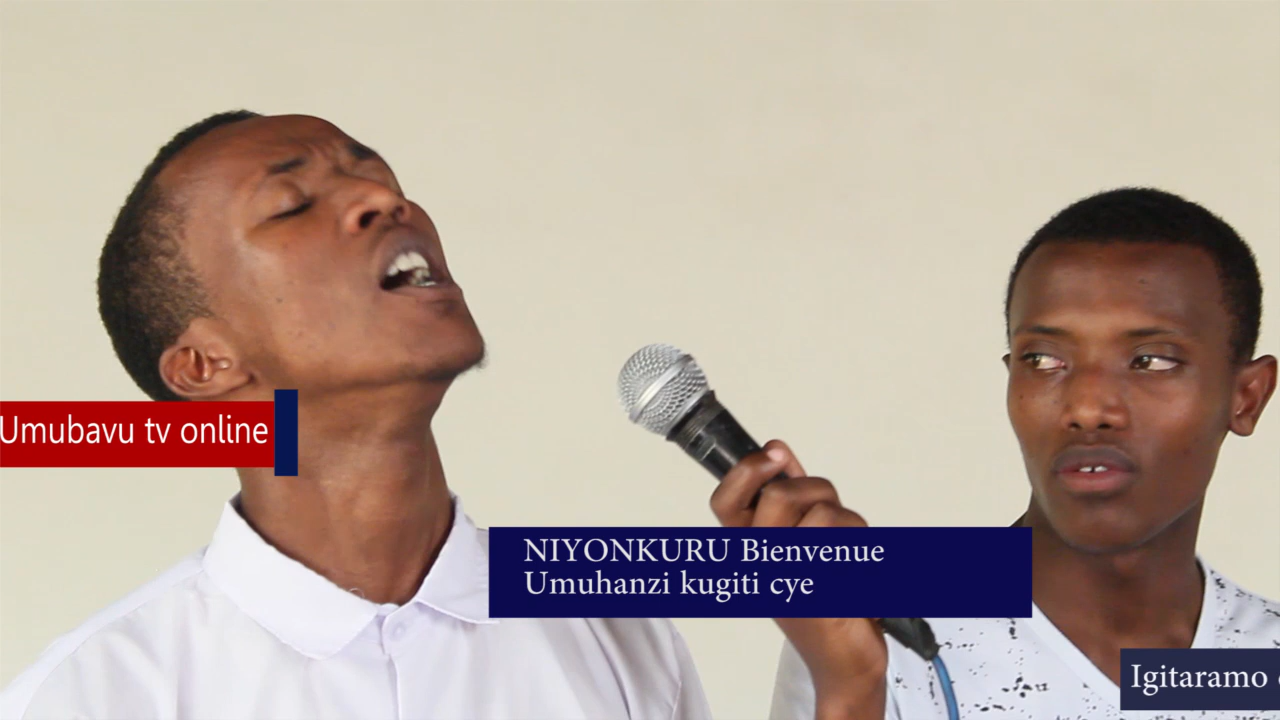 Umubavu tv online
NIYONKURU Bienvenue
Umuhanzi kugiti cye
Igitaramo